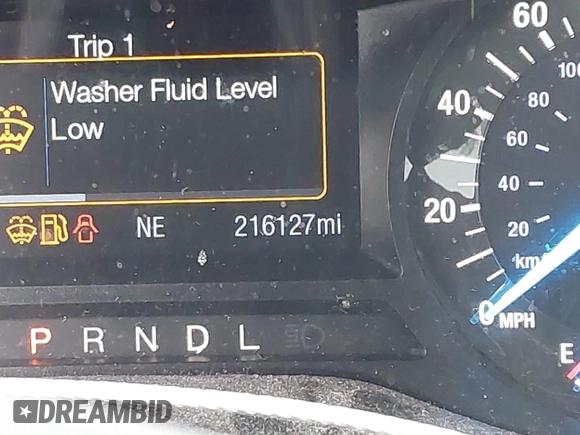 Trip 1
Washer Fluid Level
Low
NE 216127mi
P R N D L
60
40
20
0
MPH
100
80
60
40
20
km/
E
DREAMBID